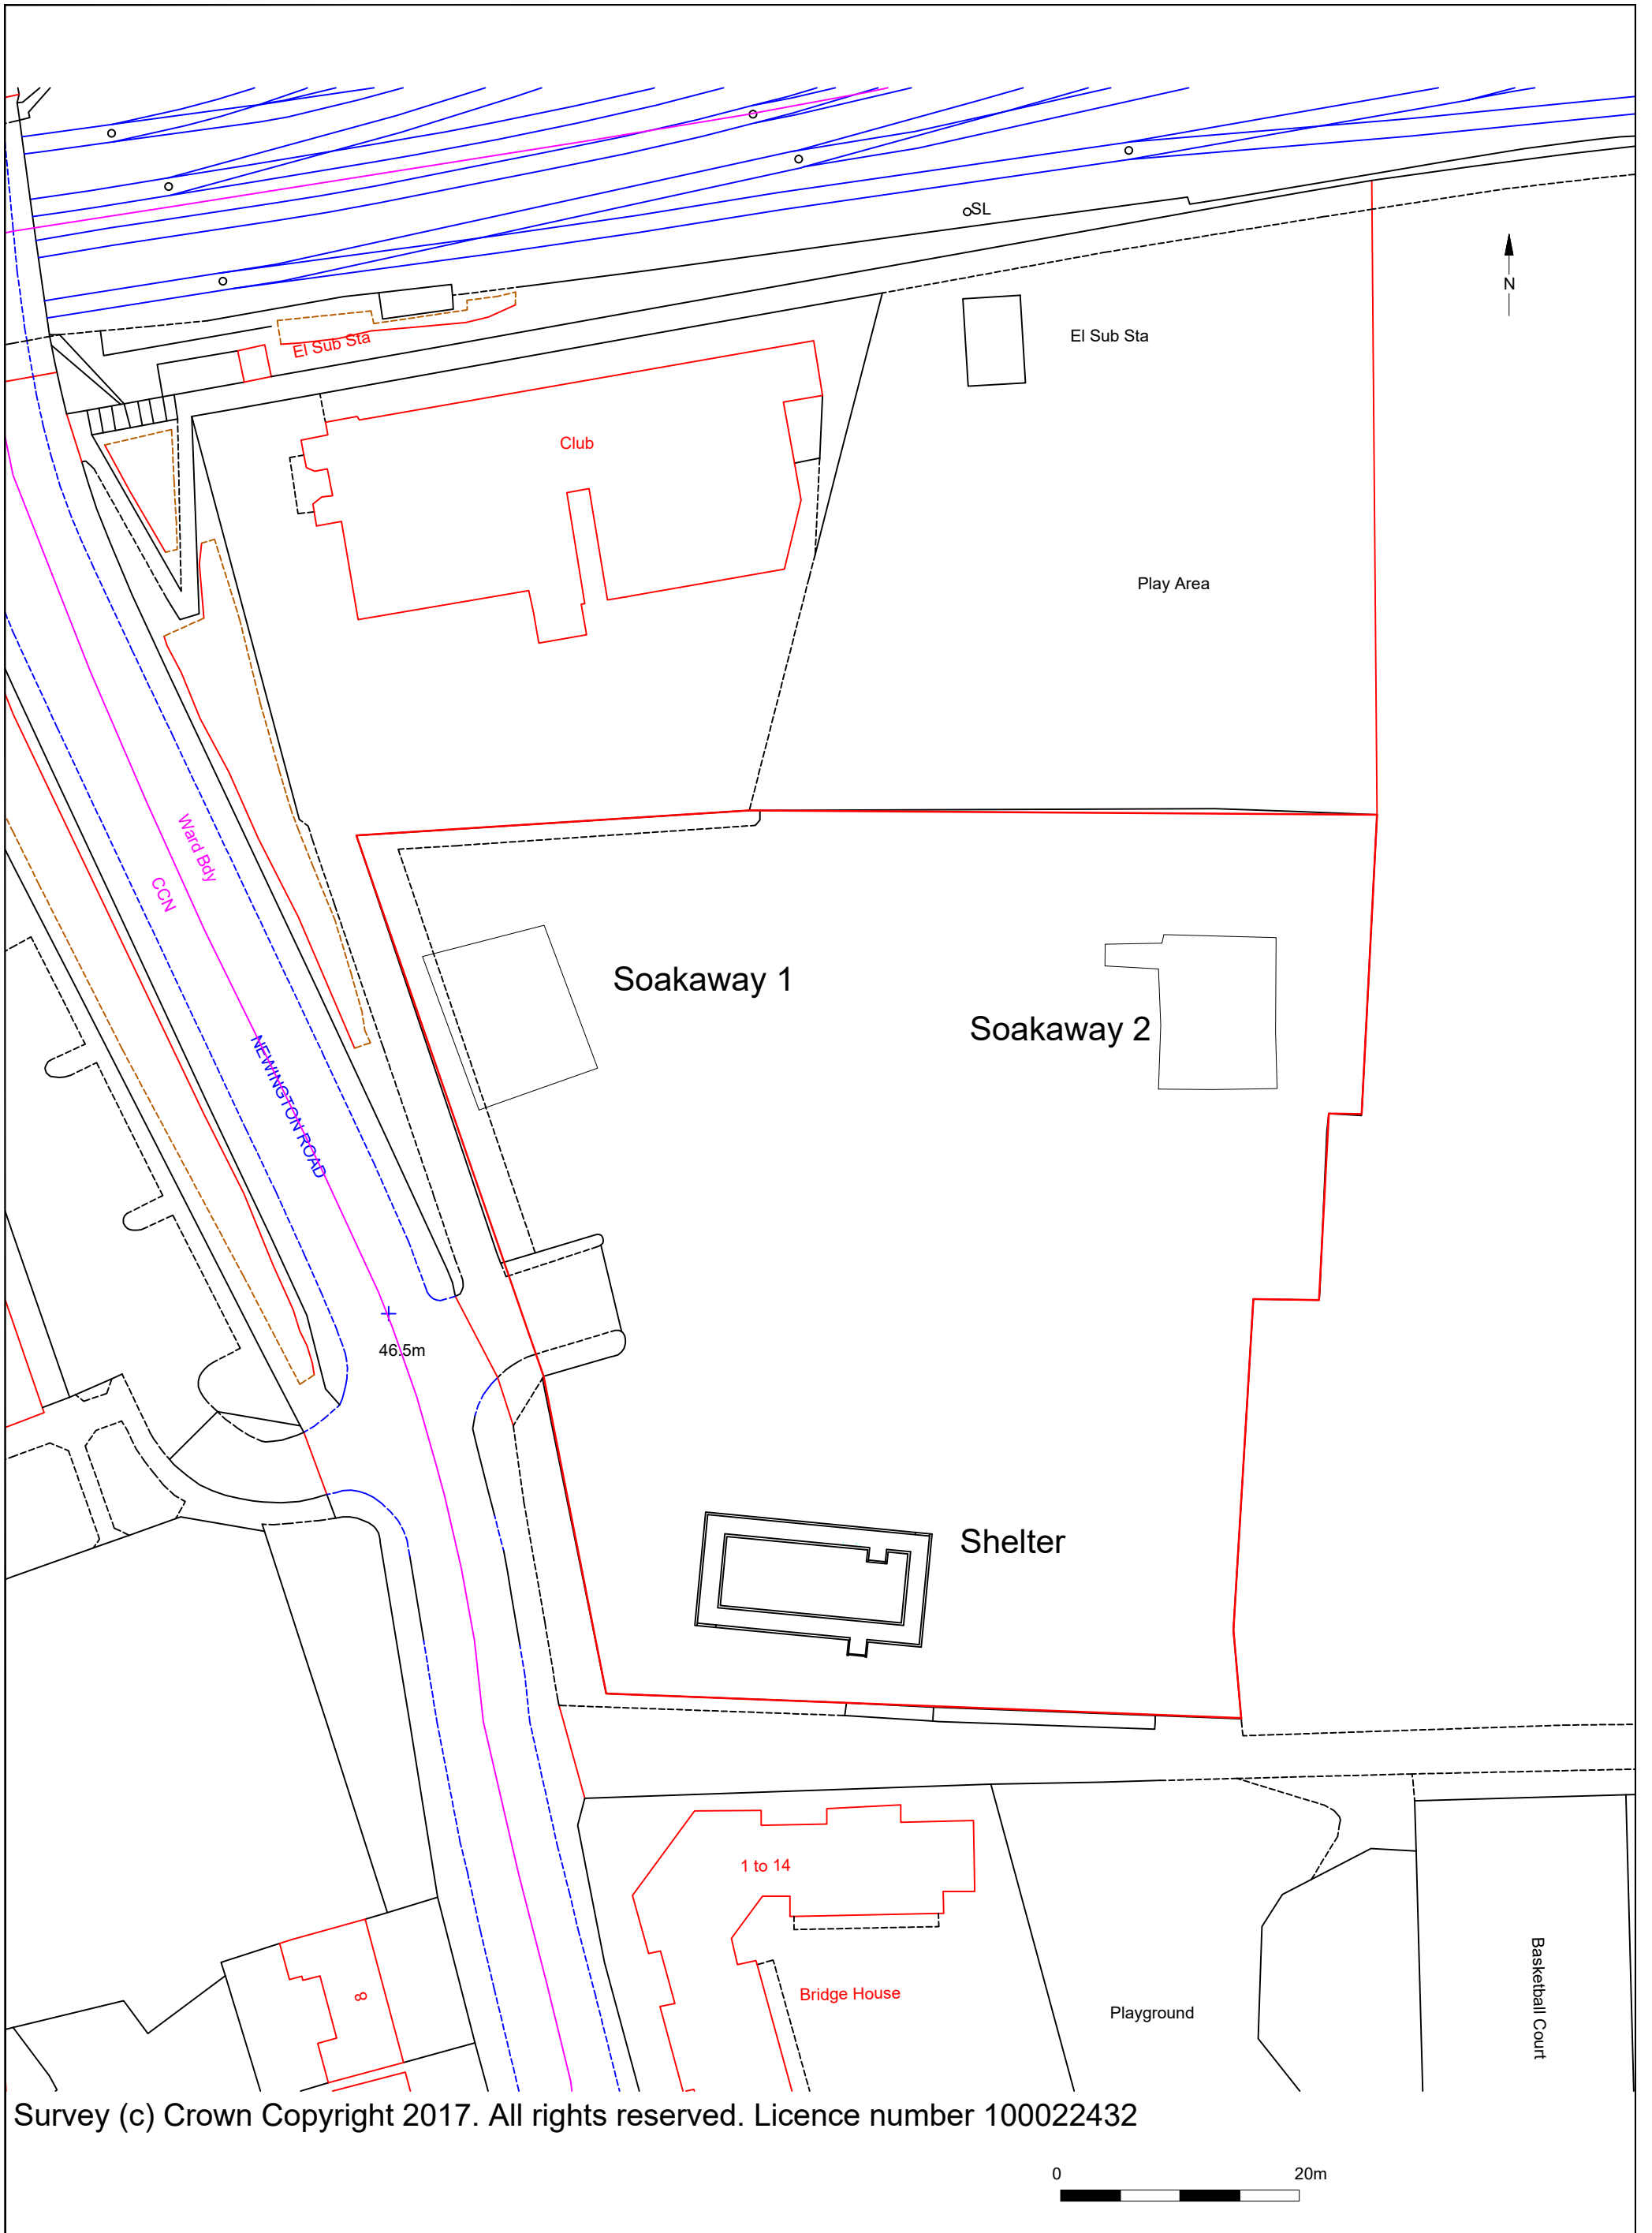 SL
N
El Sub Sta
El Sub Sta
Club
Play Area
Ward Bdy
CCN
Soakaway 1
Soakaway 2
NEWINGTON ROAD
46.5m
Shelter
1 to 14
Bridge House
8
Playground
Basketball Court
Survey (c) Crown Copyright 2017. All rights reserved. Licence number 100022432
0 20m